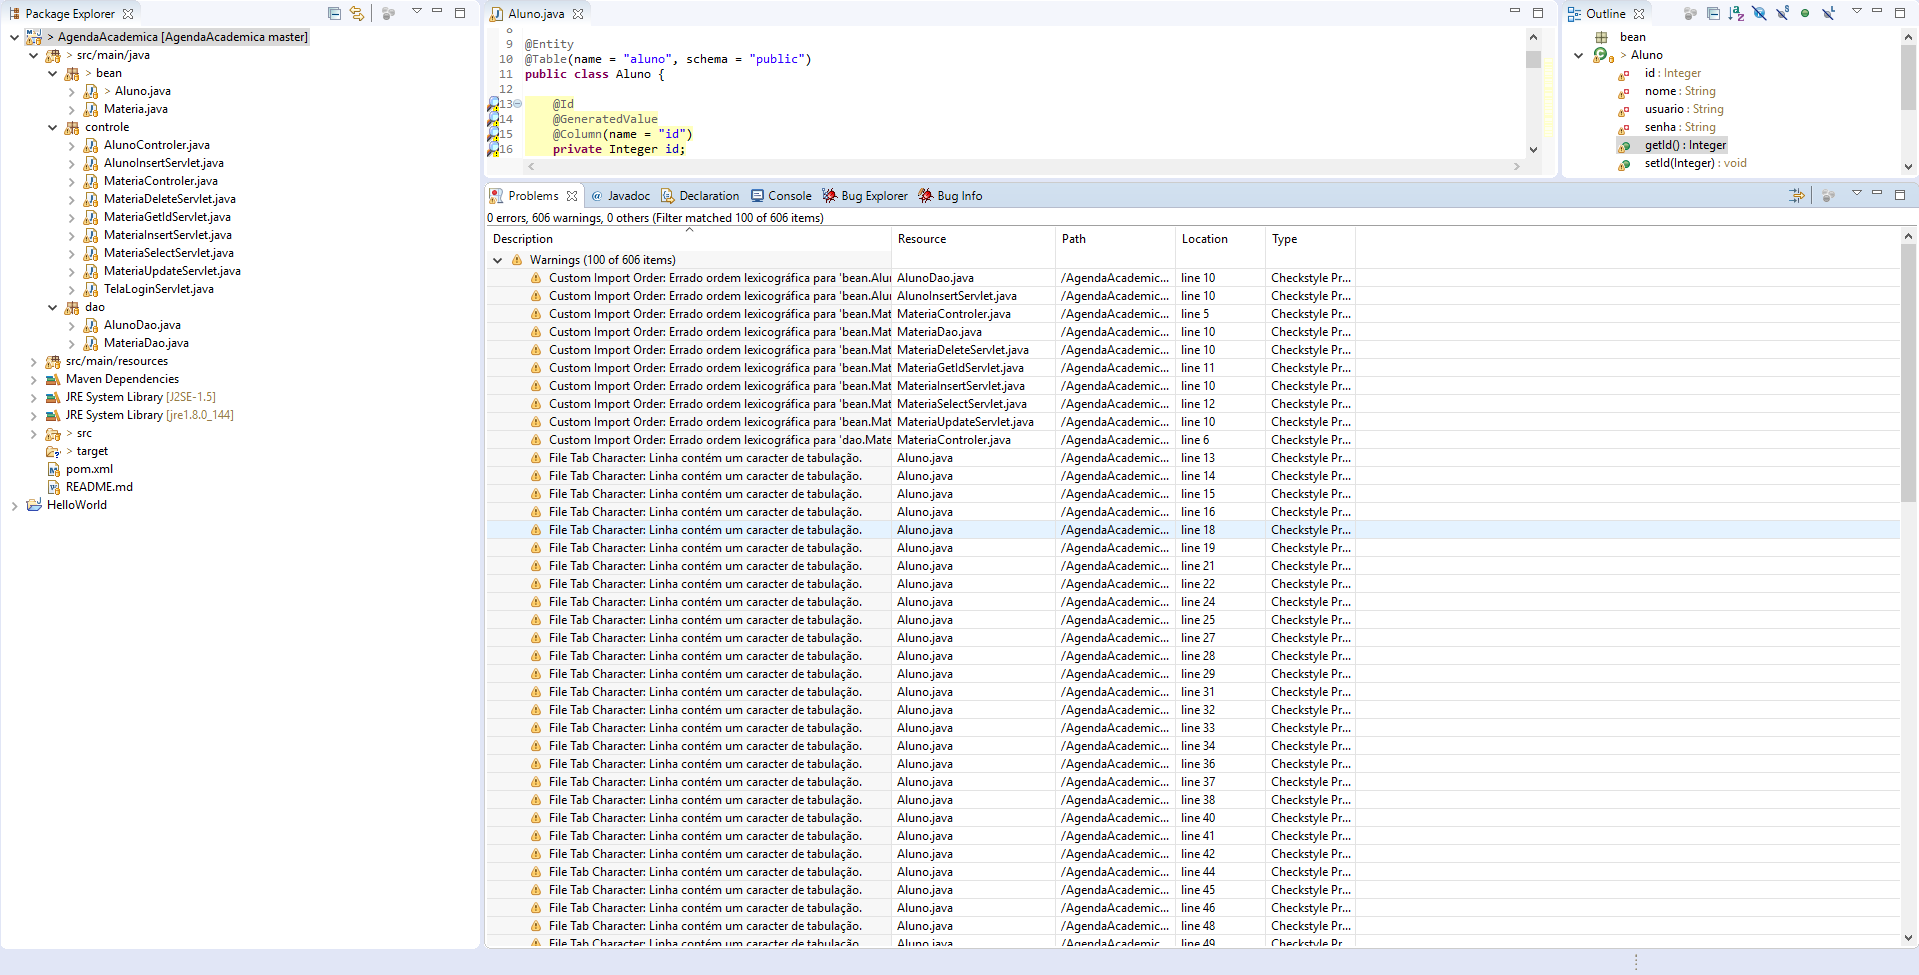 Package Explorer
> AgendaAcademica [AgendaAcademica master]
> src/main/java
> bean
> Aluno.java
Materia.java
controle
AlunoControler.java
AlunoInsertServlet.java
MateriaControler.java
MateriaDeleteServlet.java
MateriaGetIdServlet.java
MateriaInsertServlet.java
MateriaSelectServlet.java
MateriaUpdateServlet.java
TelaLoginServlet.java
dao
AlunoDao.java
MateriaDao.java
src/main/resources
Maven Dependencies
JRE System Library [J2SE-1.5]
JRE System Library [jre1.8.0_144]
> src
> target
pom.xml
README.md
HelloWorld
Aluno.java
8
9 @Entity
10 @Table(name = "aluno", schema = "public")
11 public class Aluno {
12
13 @Id
14 @GeneratedValue
15 @Column(name = "id")
16 private Integer id;
Outline
bean
> Aluno
id : Integer
nome : String
usuario : String
senha : String
getId() : Integer
setId(Integer) : void
Problems @ Javadoc Declaration Console Bug Explorer Bug Info
0 errors, 606 warnings, 0 others (Filter matched 100 of 606 items)
Description Resource Path Location Type
Warnings (100 of 606 items)
Custom Import Order: Errado ordem lexicográfica para 'bean.Alu AlunoDao.java /AgendaAcademic... line 10 Checkstyle Pr...
Custom Import Order: Errado ordem lexicográfica para 'bean.Alu AlunoInsertServlet.java /AgendaAcademic... line 10 Checkstyle Pr...
Custom Import Order: Errado ordem lexicográfica para 'bean.Mat MateriaControler.java /AgendaAcademic... line 5 Checkstyle Pr...
Custom Import Order: Errado ordem lexicográfica para 'bean.Mat MateriaDao.java /AgendaAcademic... line 10 Checkstyle Pr...
Custom Import Order: Errado ordem lexicográfica para 'bean.Mat MateriaDeleteServlet.java /AgendaAcademic... line 10 Checkstyle Pr...
Custom Import Order: Errado ordem lexicográfica para 'bean.Mat MateriaGetIdServlet.java /AgendaAcademic... line 11 Checkstyle Pr...
Custom Import Order: Errado ordem lexicográfica para 'bean.Mat MateriaInsertServlet.java /AgendaAcademic... line 10 Checkstyle Pr...
Custom Import Order: Errado ordem lexicográfica para 'bean.Mat MateriaSelectServlet.java /AgendaAcademic... line 12 Checkstyle Pr...
Custom Import Order: Errado ordem lexicográfica para 'bean.Mat MateriaUpdateServlet.java /AgendaAcademic... line 10 Checkstyle Pr...
Custom Import Order: Errado ordem lexicográfica para 'dao.Mate MateriaControler.java /AgendaAcademic... line 6 Checkstyle Pr...
File Tab Character: Linha contém um caracter de tabulação. Aluno.java /AgendaAcademic... line 13 Checkstyle Pr...
File Tab Character: Linha contém um caracter de tabulação. Aluno.java /AgendaAcademic... line 14 Checkstyle Pr...
File Tab Character: Linha contém um caracter de tabulação. Aluno.java /AgendaAcademic... line 15 Checkstyle Pr...
File Tab Character: Linha contém um caracter de tabulação. Aluno.java /AgendaAcademic... line 16 Checkstyle Pr...
File Tab Character: Linha contém um caracter de tabulação. Aluno.java /AgendaAcademic... line 18 Checkstyle Pr...
File Tab Character: Linha contém um caracter de tabulação. Aluno.java /AgendaAcademic... line 19 Checkstyle Pr...
File Tab Character: Linha contém um caracter de tabulação. Aluno.java /AgendaAcademic... line 21 Checkstyle Pr...
File Tab Character: Linha contém um caracter de tabulação. Aluno.java /AgendaAcademic... line 22 Checkstyle Pr...
File Tab Character: Linha contém um caracter de tabulação. Aluno.java /AgendaAcademic... line 24 Checkstyle Pr...
File Tab Character: Linha contém um caracter de tabulação. Aluno.java /AgendaAcademic... line 25 Checkstyle Pr...
File Tab Character: Linha contém um caracter de tabulação. Aluno.java /AgendaAcademic... line 27 Checkstyle Pr...
File Tab Character: Linha contém um caracter de tabulação. Aluno.java /AgendaAcademic... line 28 Checkstyle Pr...
File Tab Character: Linha contém um caracter de tabulação. Aluno.java /AgendaAcademic... line 29 Checkstyle Pr...
File Tab Character: Linha contém um caracter de tabulação. Aluno.java /AgendaAcademic... line 31 Checkstyle Pr...
File Tab Character: Linha contém um caracter de tabulação. Aluno.java /AgendaAcademic... line 32 Checkstyle Pr...
File Tab Character: Linha contém um caracter de tabulação. Aluno.java /AgendaAcademic... line 33 Checkstyle Pr...
File Tab Character: Linha contém um caracter de tabulação. Aluno.java /AgendaAcademic... line 34 Checkstyle Pr...
File Tab Character: Linha contém um caracter de tabulação. Aluno.java /AgendaAcademic... line 36 Checkstyle Pr...
File Tab Character: Linha contém um caracter de tabulação. Aluno.java /AgendaAcademic... line 37 Checkstyle Pr...
File Tab Character: Linha contém um caracter de tabulação. Aluno.java /AgendaAcademic... line 38 Checkstyle Pr...
File Tab Character: Linha contém um caracter de tabulação. Aluno.java /AgendaAcademic... line 40 Checkstyle Pr...
File Tab Character: Linha contém um caracter de tabulação. Aluno.java /AgendaAcademic... line 41 Checkstyle Pr...
File Tab Character: Linha contém um caracter de tabulação. Aluno.java /AgendaAcademic... line 42 Checkstyle Pr...
File Tab Character: Linha contém um caracter de tabulação. Aluno.java /AgendaAcademic... line 44 Checkstyle Pr...
File Tab Character: Linha contém um caracter de tabulação. Aluno.java /AgendaAcademic... line 45 Checkstyle Pr...
File Tab Character: Linha contém um caracter de tabulação. Aluno.java /AgendaAcademic... line 46 Checkstyle Pr...
File Tab Character: Linha contém um caracter de tabulação. Aluno.java /AgendaAcademic... line 48 Checkstyle Pr...
File Tab Character: Linha contém um caracter de tabulação. Aluno.java /AgendaAcademic... line 49 Checkstyle Pr...